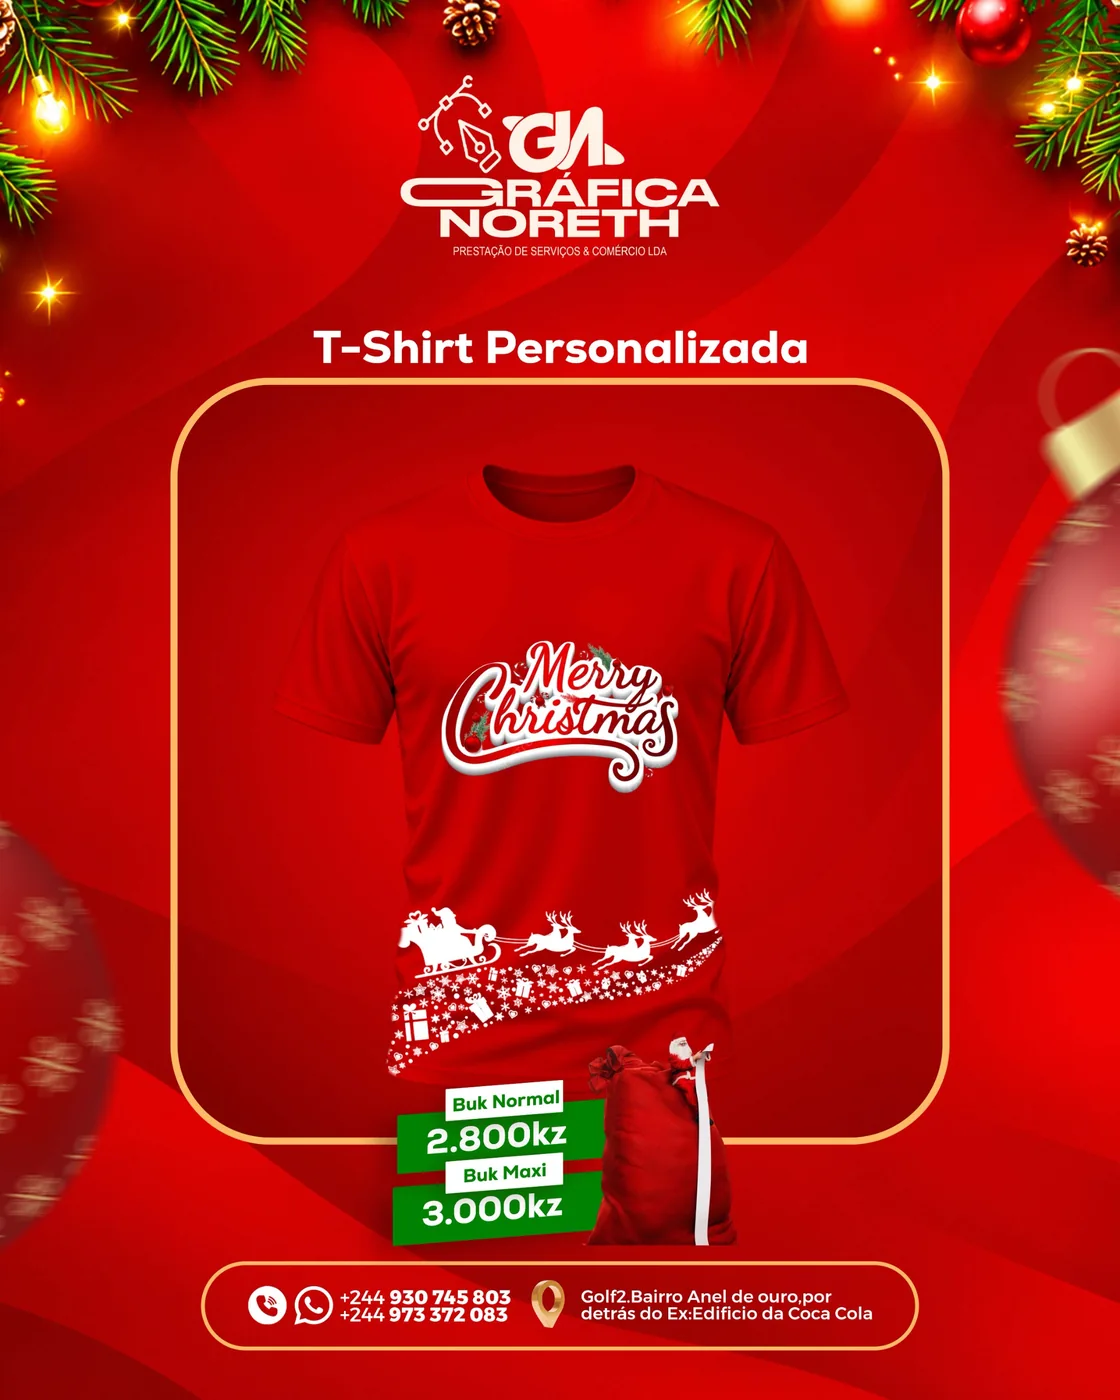 GN
GRÁFICA
NORETH
PRESTAÇÃO DE SERVIÇOS & COMÉRCIO LDA
T-Shirt Personalizada
Merry
Christmas
Buk Normal
2.800kz
Buk Maxi
3.000kz
+244 930 745 803
+244 973 372 083
Golf2.Bairro Anel de ouro,por
detrás do Ex:Edificio da Coca Cola